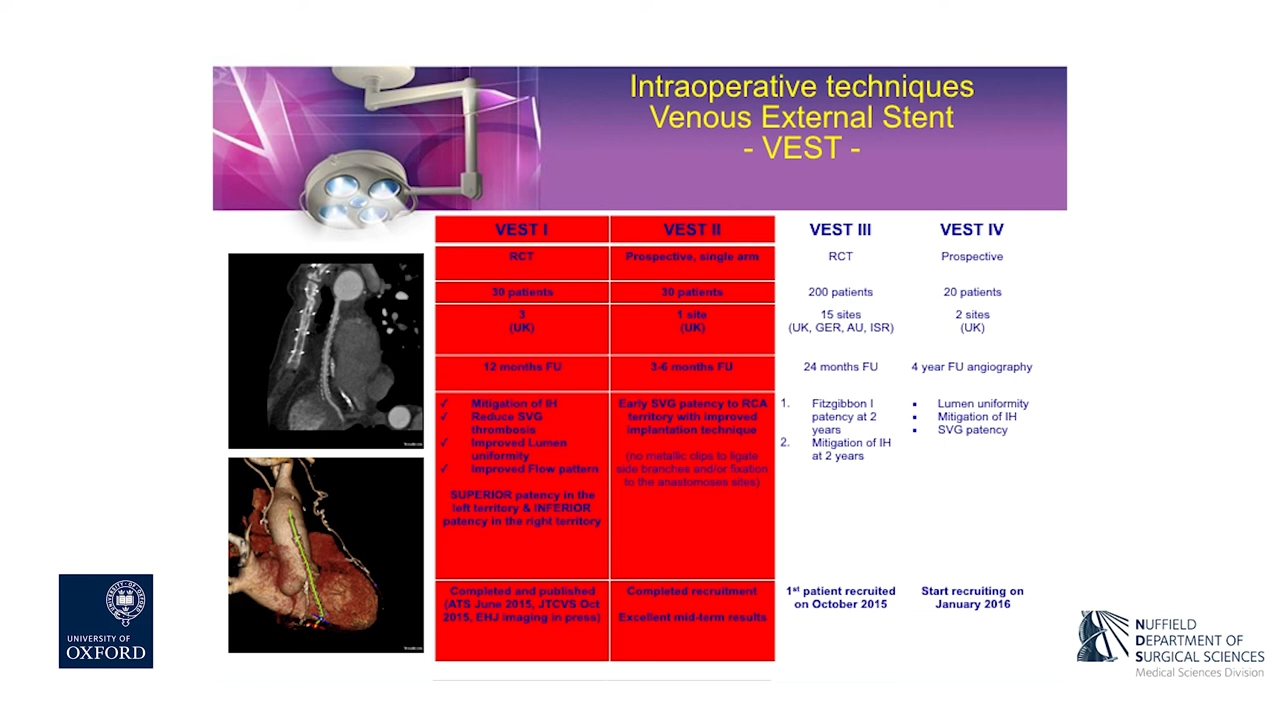 Intraoperative techniques
Venous External Stent
- VEST -
VEST I
VEST II
VEST III
VEST IV
RCT
Prospective, single arm
RCT
Prospective
30 patients
30 patients
200 patients
20 patients
3
(UK)
1 site
(UK)
15 sites
(UK, GER, AU, ISR)
2 sites
(UK)
12 months FU
3-6 months FU
24 months FU
4 year FU angiography
✓ Mitigation of IH
✓ Reduce SVG
thrombosis
✓ Improved Lumen
uniformity
✓ Improved Flow pattern
SUPERIOR patency in the
left territory & INFERIOR
patency in the right territory
Early SVG patency to RCA
territory with improved
implantation technique
(no metallic clips to ligate
side branches and/or fixation
to the anastomoses sites)
1. Fitzgibbon I
patency at 2
years
2. Mitigation of IH
at 2 years
▪ Lumen uniformity
▪ Mitigation of IH
▪ SVG patency
Completed and published
(ATS June 2015, JTCVS Oct
2015, EHJ Imaging in press)
Completed recruitment
Excellent mid-term results
1st patient recruited
on October 2015
Start recruiting on
January 2016
UNIVERSITY OF
OXFORD
NUFFIELD
DEPARTMENT OF
SURGICAL SCIENCES
Medical Sciences Division